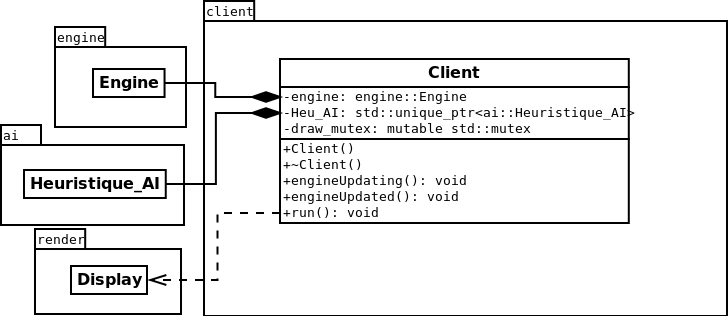 client
engine
Engine
ai
Heuristique_AI
render
Display
Client
-engine: engine::Engine
-Heu_AI: std::unique_ptr<ai::Heuristique_AI>
-draw_mutex: mutable std::mutex
+Client()
+~Client()
+engineUpdating(): void
+engineUpdated(): void
+run(): void